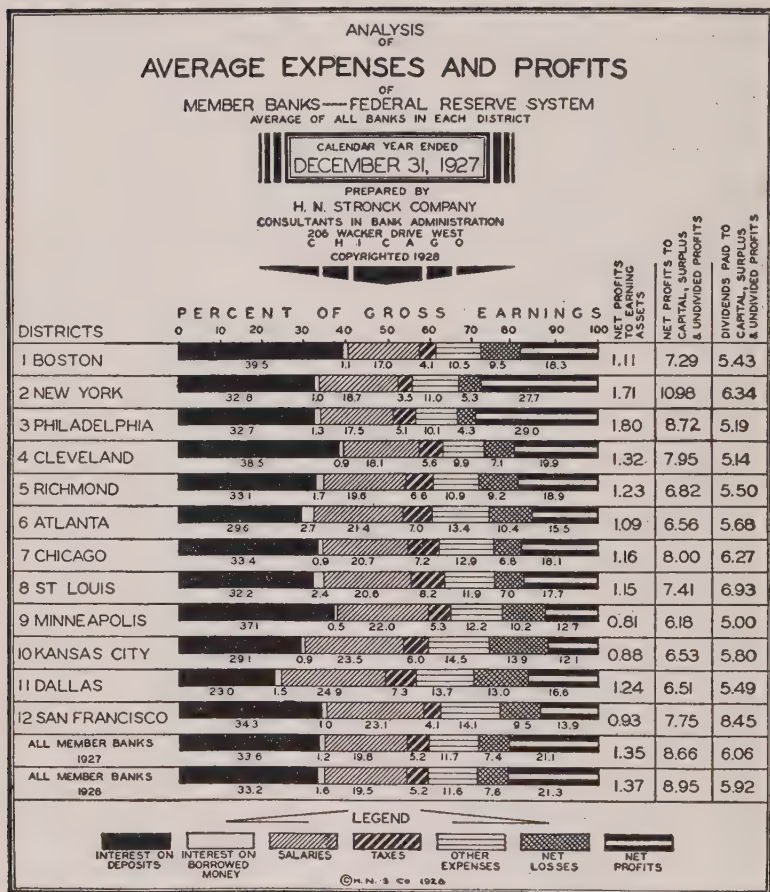 ANALYSIS
OF
AVERAGE EXPENSES AND PROFITS
OF
MEMBER BANKS—FEDERAL RESERVE SYSTEM
AVERAGE OF ALL BANKS IN EACH DISTRICT
CALENDAR YEAR ENDED
DECEMBER 31, 1927
PREPARED BY
H. N. STRONCK COMPANY
CONSULTANTS IN BANK ADMINISTRATION
206 WACKER DRIVE WEST
CHICAGO
COPYRIGHTED 1928
NET PROFITS
TO EARNING
ASSETS
NET PROFITS TO
CAPITAL, SURPLUS
& UNDIVIDED PROFITS
DIVIDENDS PAID TO
CAPITAL, SURPLUS
& UNDIVIDED PROFITS
PERCENT OF GROSS EARNINGS
DISTRICTS 0 10 20 30 40 50 60 70 80 90 100
1 BOSTON 1.11 7.29 5.43
39.5 1.1 17.0 4.1 10.5 9.5 18.3
2 NEW YORK 1.71 10.98 6.34
32.8 1.0 18.7 3.5 11.0 5.3 27.7
3 PHILADELPHIA 1.80 8.72 5.19
32.7 1.3 17.5 5.1 10.1 4.3 29.0
4 CLEVELAND 1.32 7.95 5.14
38.5 0.9 18.1 5.6 9.9 7.1 19.9
5 RICHMOND 1.23 6.82 5.50
33.1 1.7 19.6 6.6 10.9 9.2 18.9
6 ATLANTA 1.09 6.56 5.68
29.6 2.7 21.4 7.0 13.4 10.4 15.5
7 CHICAGO 1.16 8.00 6.27
33.4 0.9 20.7 7.2 12.9 6.8 18.1
8 ST LOUIS 1.15 7.41 6.93
32.2 2.4 20.6 8.2 11.9 7.0 17.7
9 MINNEAPOLIS 0.81 6.18 5.00
37.1 0.5 22.0 5.3 12.2 10.2 12.7
10 KANSAS CITY 0.88 6.53 5.80
29.1 0.9 23.5 6.0 14.5 13.9 12.1
11 DALLAS 1.24 6.51 5.49
23.0 1.5 24.9 7.3 13.7 13.0 16.6
12 SAN FRANCISCO 0.93 7.75 8.45
34.3 1.0 23.1 4.1 14.1 9.5 13.9
ALL MEMBER BANKS
1927 1.35 8.66 6.06
33.6 1.2 19.8 5.2 11.7 7.4 21.1
ALL MEMBER BANKS
1926 1.37 8.95 5.92
33.2 1.6 19.5 5.2 11.6 7.6 21.3
LEGEND
INTEREST ON
DEPOSITS
INTEREST ON
BORROWED
MONEY
SALARIES
TAXES
OTHER
EXPENSES
NET
LOSSES
NET
PROFITS
© H. N. S. CO 1928